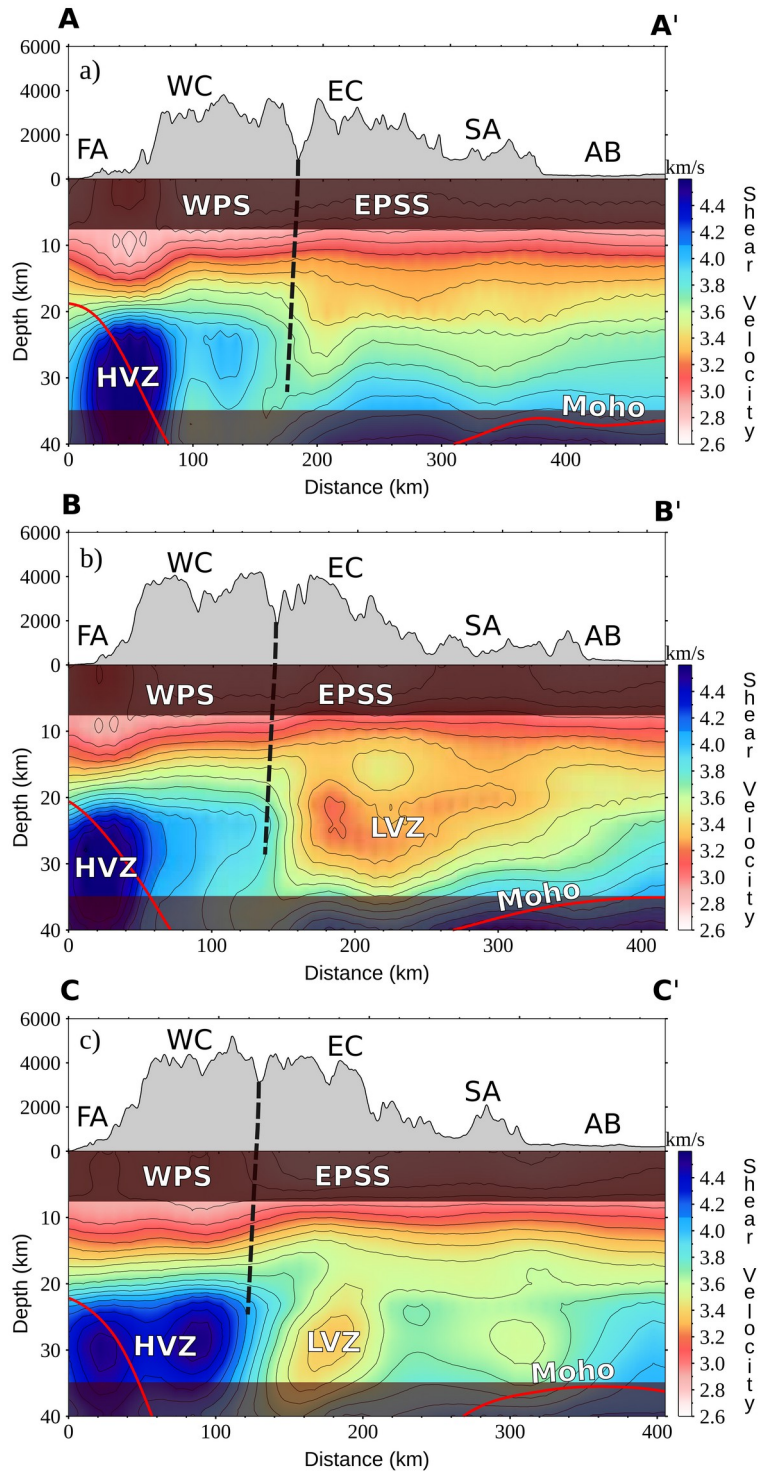 A A'
6000
a)
WC EC
4000
2000
SA
FA AB
0
km/s
WPS EPSS
4.4
4.2
4.0
3.8
3.6
3.4
3.2
3.0
2.8
2.6
Shear Velocity
10
20
30
40
Depth (km)
HVZ
Moho
0 100 200 300 400
Distance (km)
B B'
6000
b)
WC EC
4000
2000
SA
FA AB
0
km/s
WPS EPSS
4.4
4.2
4.0
3.8
3.6
3.4
3.2
3.0
2.8
2.6
Shear Velocity
10
20
30
40
Depth (km)
LVZ
HVZ
Moho
0 100 200 300 400
Distance (km)
C C'
6000
c)
WC EC
4000
2000
SA
FA AB
0
km/s
WPS EPSS
4.4
4.2
4.0
3.8
3.6
3.4
3.2
3.0
2.8
2.6
Shear Velocity
10
20
30
40
Depth (km)
HVZ LVZ
Moho
0 100 200 300 400
Distance (km)